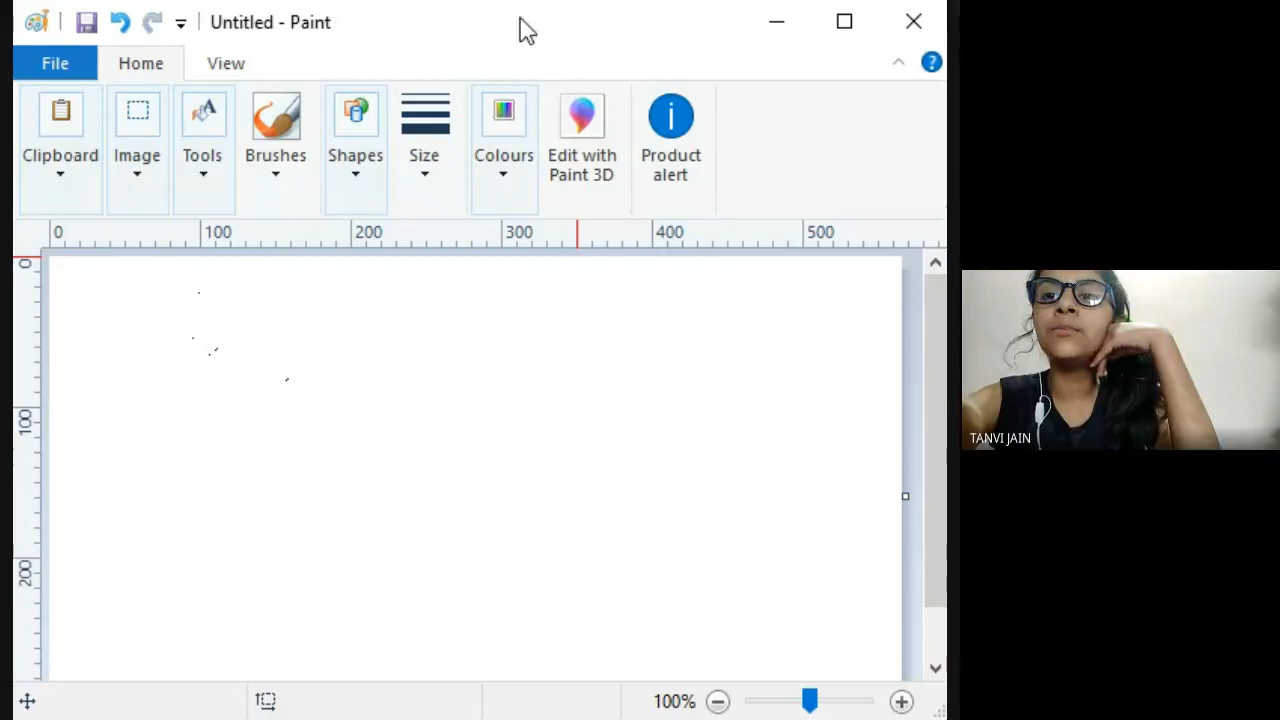 Untitled - Paint
File Home View
Clipboard Image Tools Brushes Shapes Size Colours Edit with Paint 3D Product alert
0 100 200 300 400 500
0
100
200
TANVI JAIN
100%